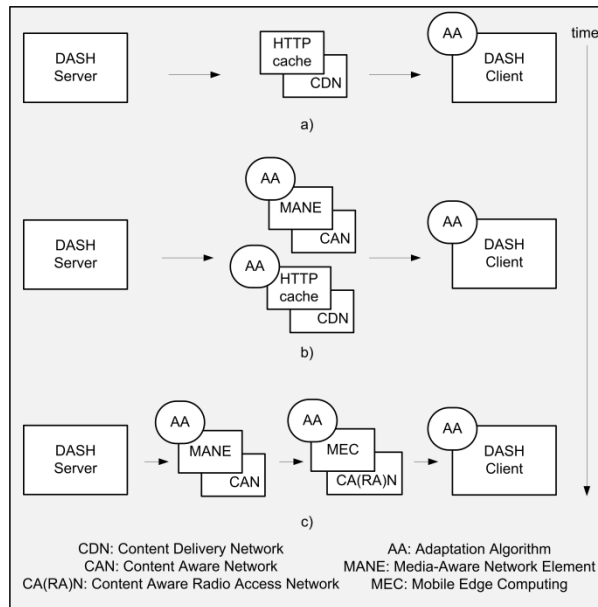 DASH
Server
HTTP
cache
CDN
AA
DASH
Client
time
a)
DASH
Server
AA
MANE
CAN
AA
HTTP
cache
CDN
AA
DASH
Client
b)
DASH
Server
AA
MANE
CAN
AA
MEC
CA(RA)N
AA
DASH
Client
c)
CDN: Content Delivery Network
CAN: Content Aware Network
CA(RA)N: Content Aware Radio Access Network
AA: Adaptation Algorithm
MANE: Media-Aware Network Element
MEC: Mobile Edge Computing